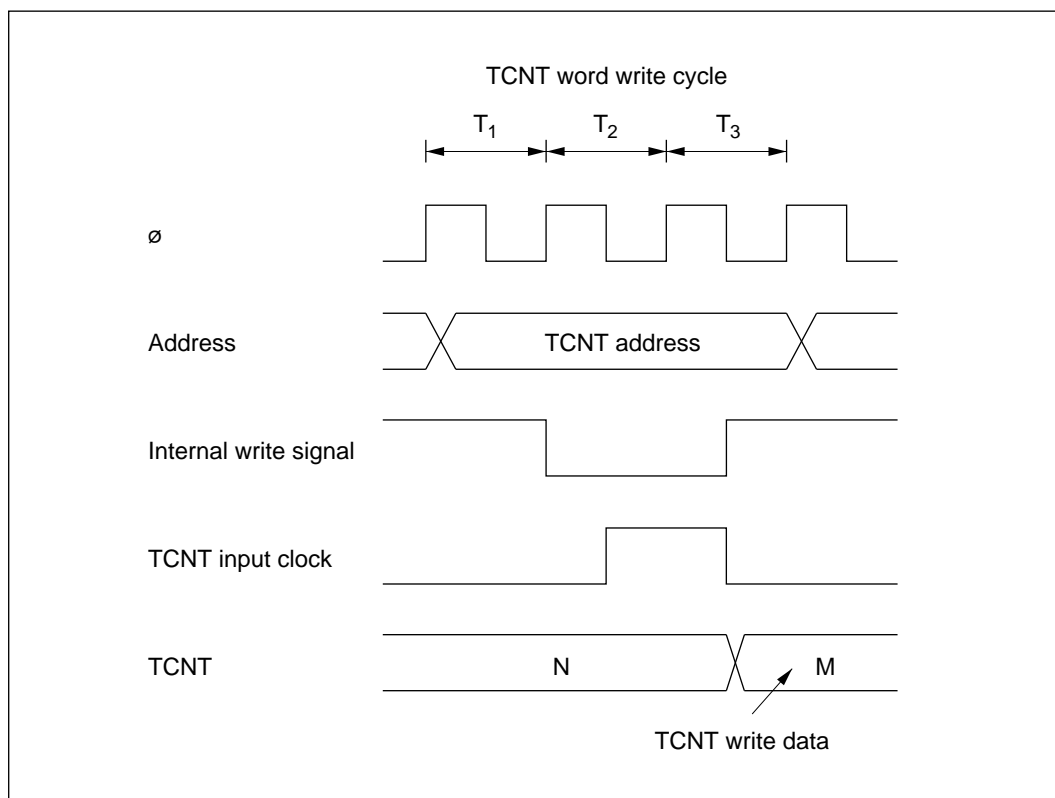 TCNT word write cycle
T1 T2 T3
ø
Address TCNT address
Internal write signal
TCNT input clock
TCNT N M
TCNT write data